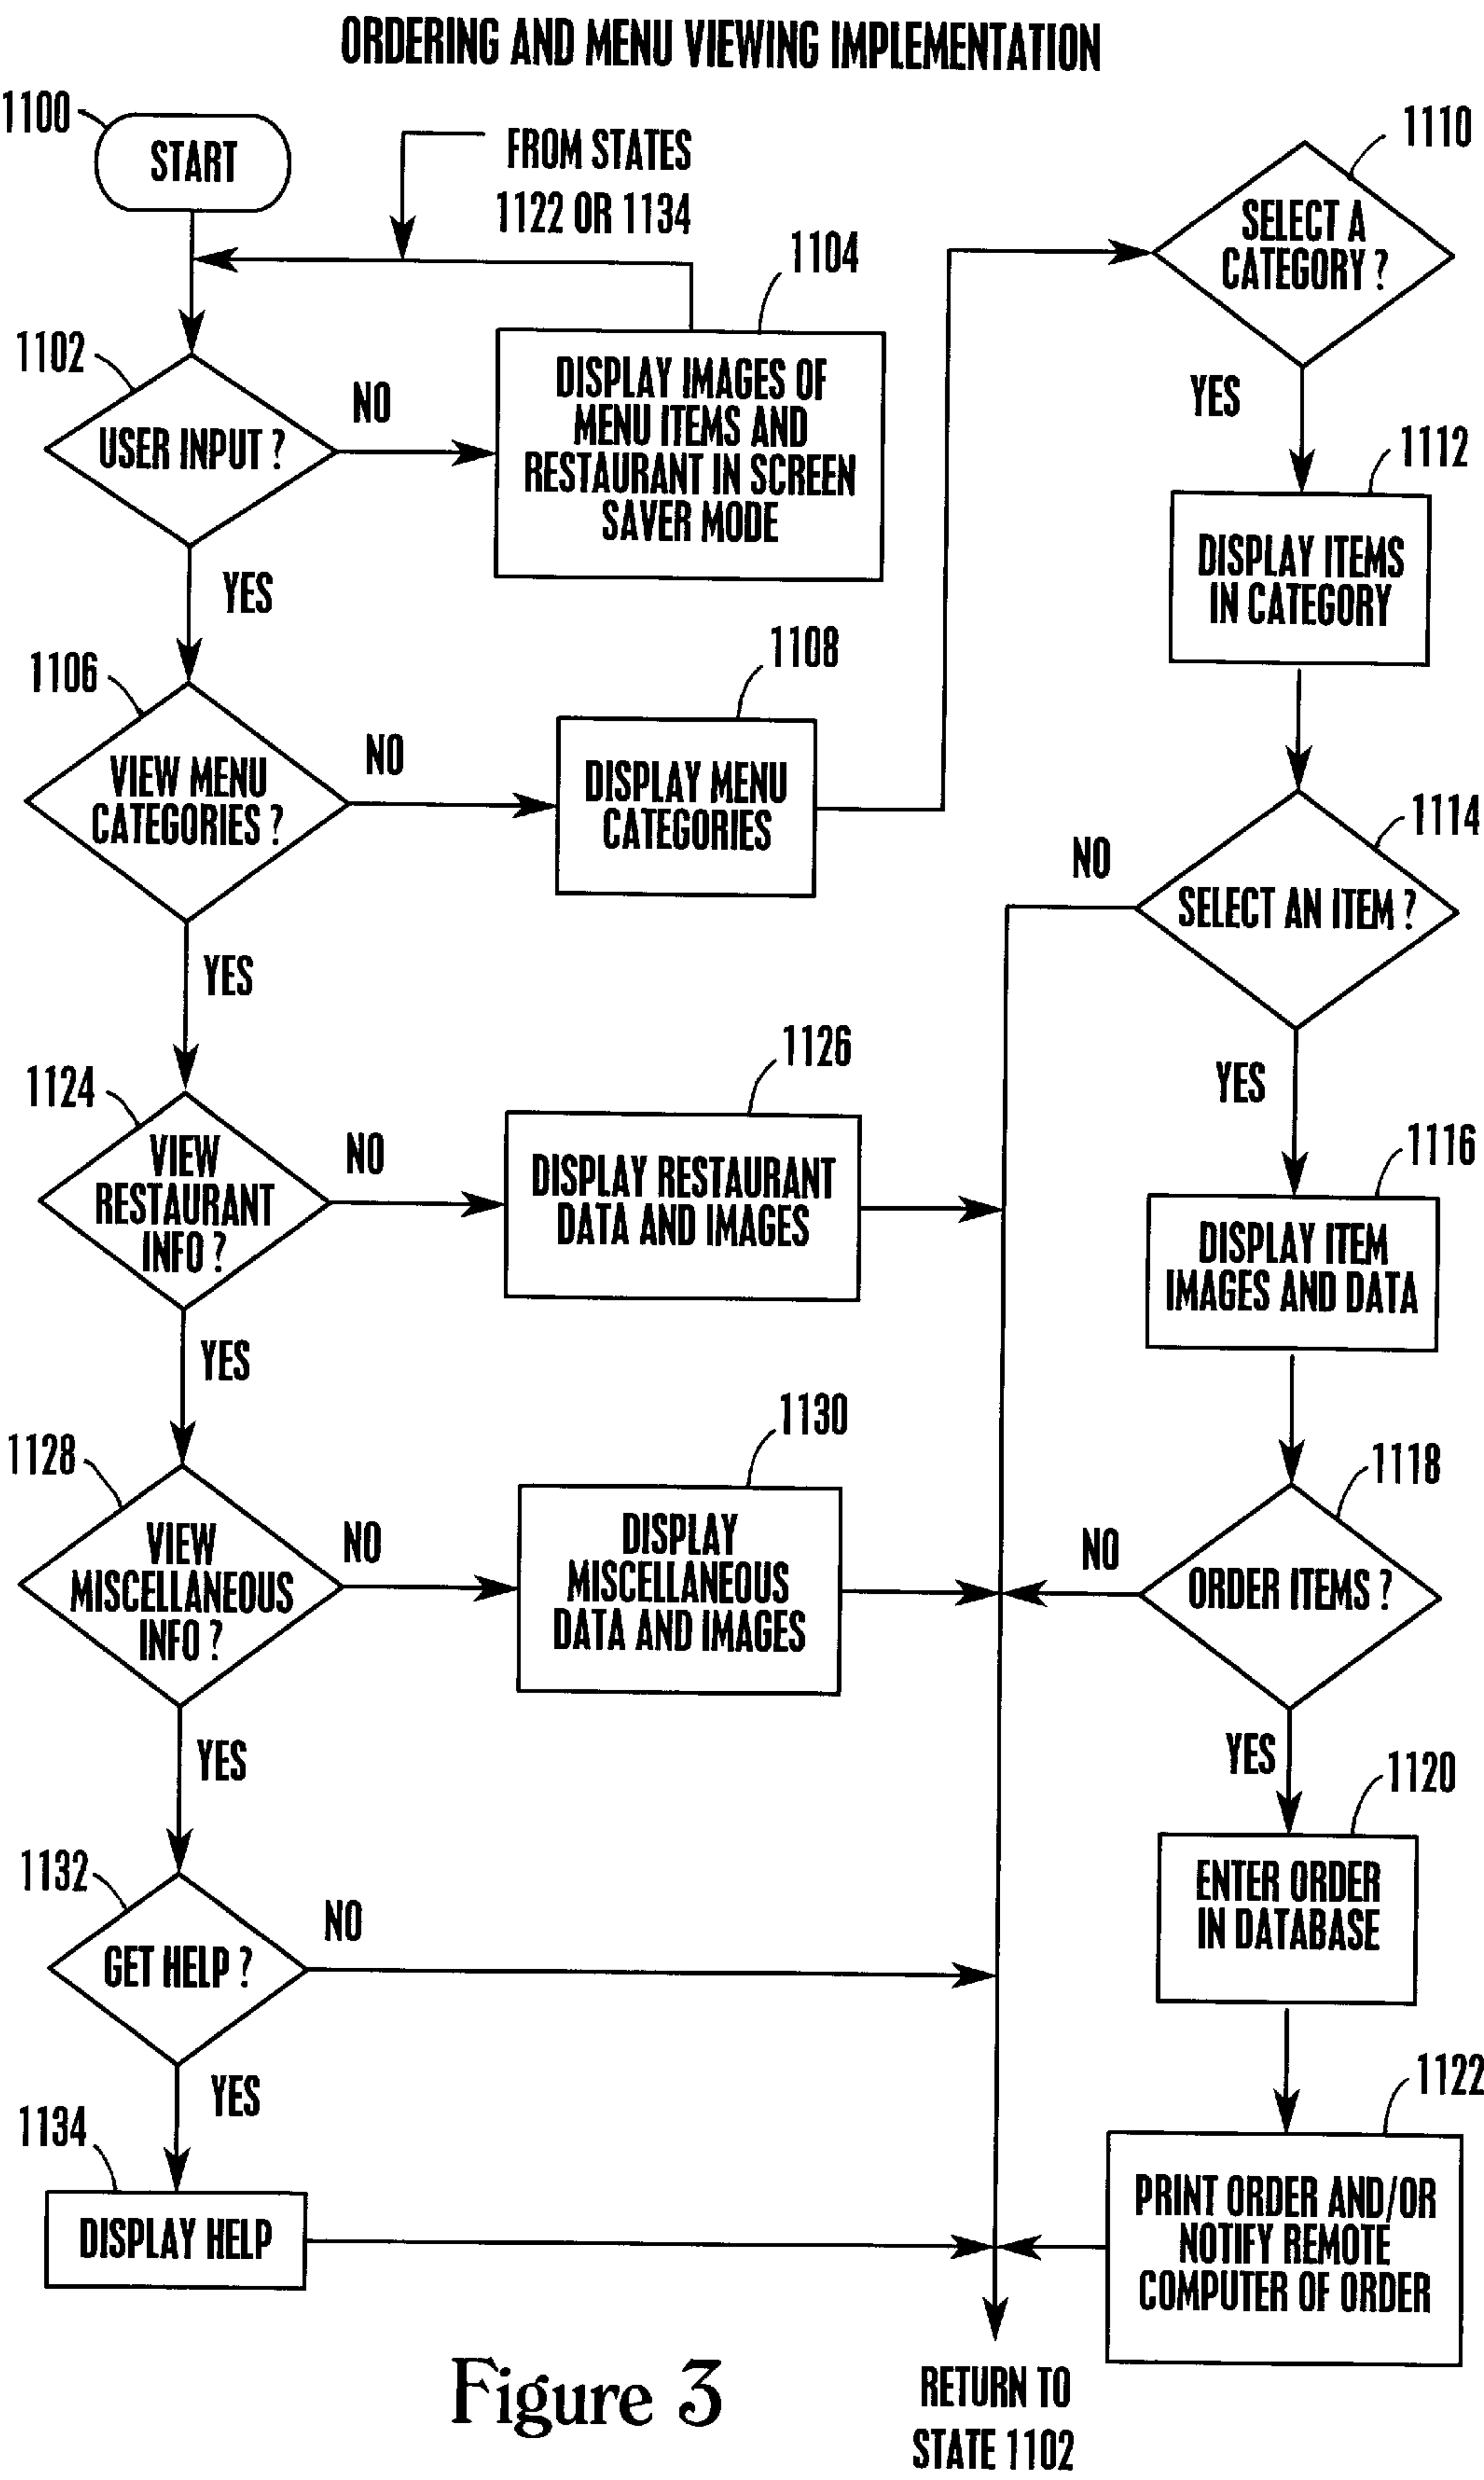 ORDERING AND MENU VIEWING IMPLEMENTATION
1100
START
FROM STATES
1122 OR 1134
1102
USER INPUT ?
NO
1104
DISPLAY IMAGES OF
MENU ITEMS AND
RESTAURANT IN SCREEN
SAVER MODE
YES
1106
VIEW MENU
CATEGORIES ?
NO
1108
DISPLAY MENU
CATEGORIES
YES
1124
VIEW
RESTAURANT
INFO ?
NO
1126
DISPLAY RESTAURANT
DATA AND IMAGES
YES
1128
VIEW
MISCELLANEOUS
INFO ?
NO
1130
DISPLAY
MISCELLANEOUS
DATA AND IMAGES
YES
1132
GET HELP ?
NO
YES
1134
DISPLAY HELP
1110
SELECT A
CATEGORY ?
YES
1112
DISPLAY ITEMS
IN CATEGORY
1114
NO
SELECT AN ITEM ?
YES
1116
DISPLAY ITEM
IMAGES AND DATA
1118
NO
ORDER ITEMS ?
YES
1120
ENTER ORDER
IN DATABASE
1122
PRINT ORDER AND/OR
NOTIFY REMOTE
COMPUTER OF ORDER
RETURN TO
STATE 1102
Figure 3